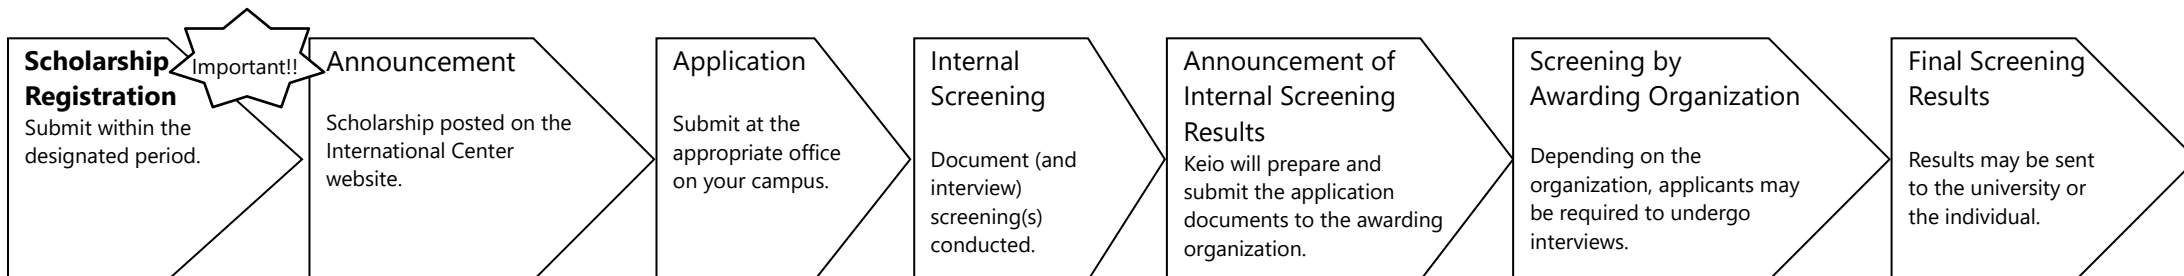 Scholarship
Registration
Submit within the
designated period.
Important!!
Announcement
Scholarship posted on the
International Center
website.
Application
Submit at the
appropriate office
on your campus.
Internal
Screening
Document (and
interview)
screening(s)
conducted.
Announcement of
Internal Screening
Results
Keio will prepare and
submit the application
documents to the awarding
organization.
Screening by
Awarding Organization
Depending on the
organization, applicants may
be required to undergo
interviews.
Final Screening
Results
Results may be sent
to the university or
the individual.